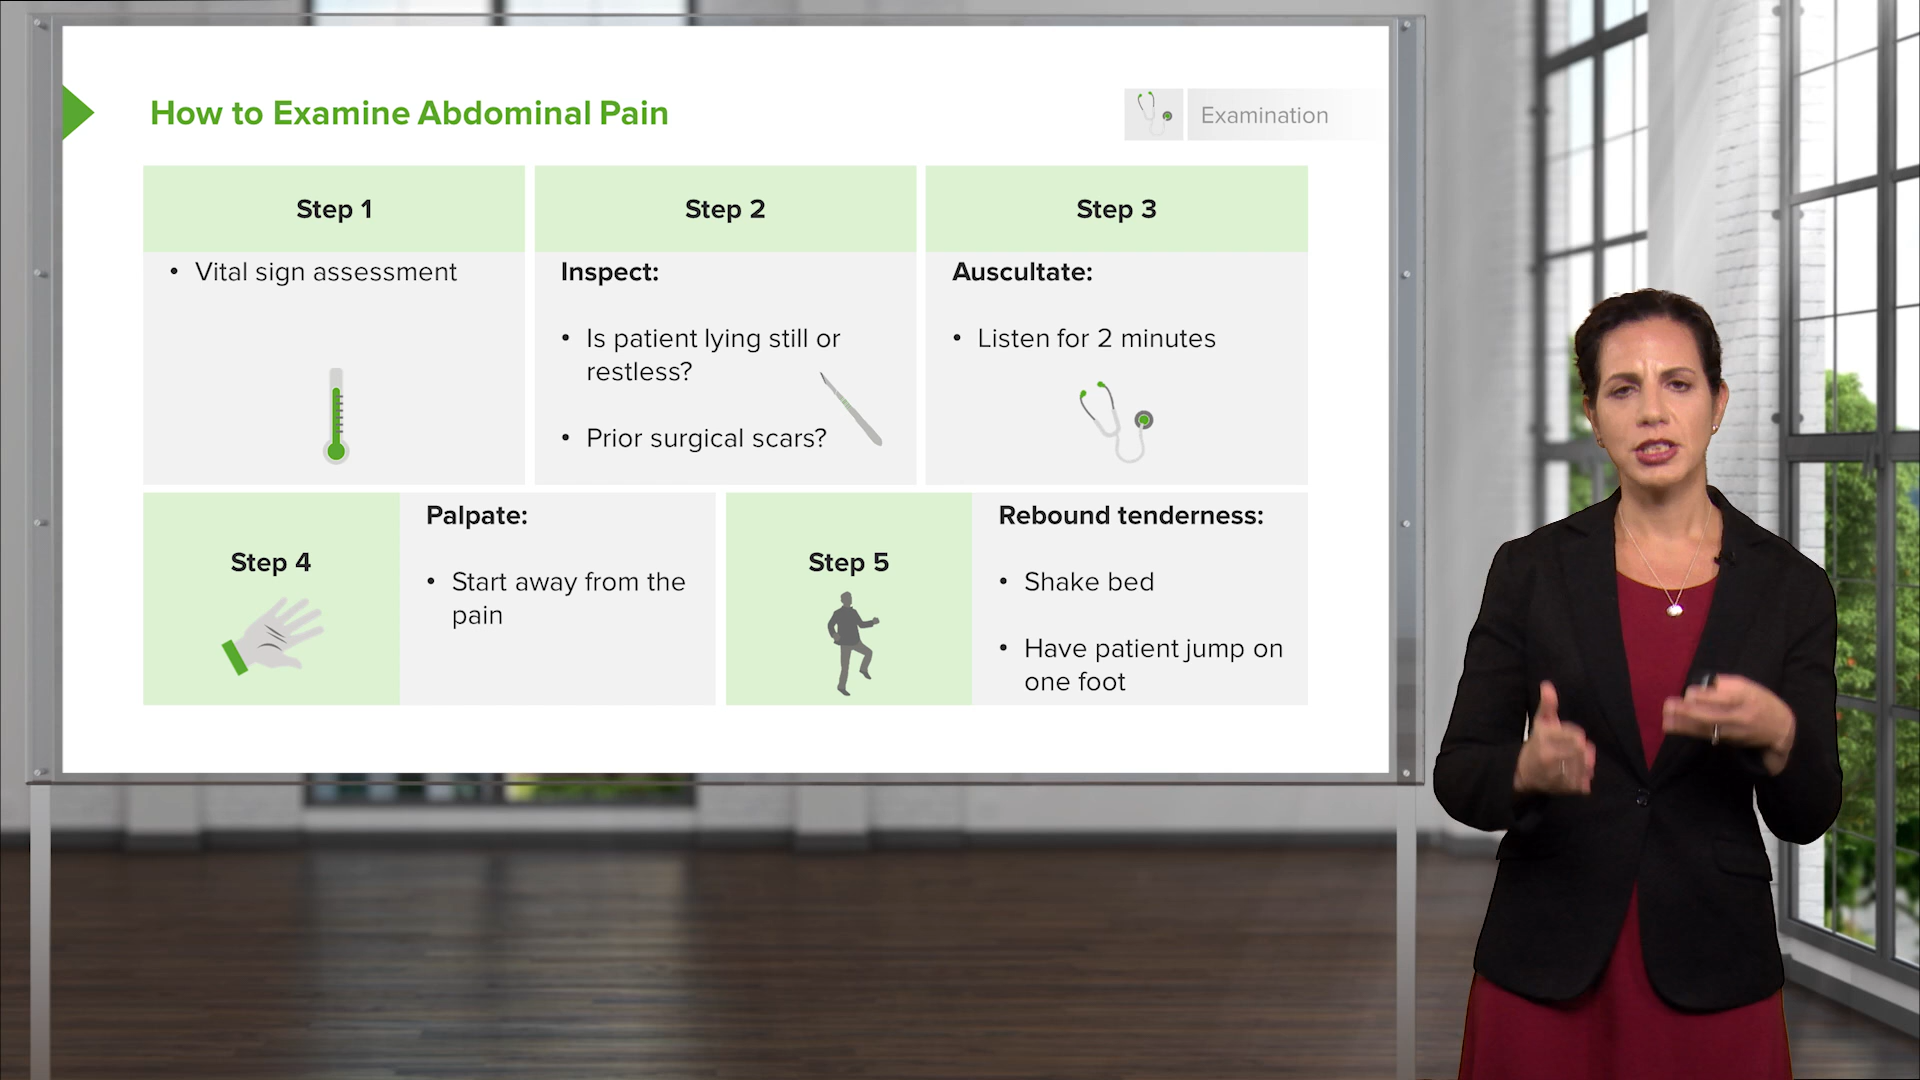 How to Examine Abdominal Pain
Examination
Step 1
• Vital sign assessment
Step 2
Inspect:
• Is patient lying still or
restless?
• Prior surgical scars?
Step 3
Auscultate:
• Listen for 2 minutes
Step 4
Palpate:
• Start away from the
pain
Step 5
Rebound tenderness:
• Shake bed
• Have patient jump on
one foot